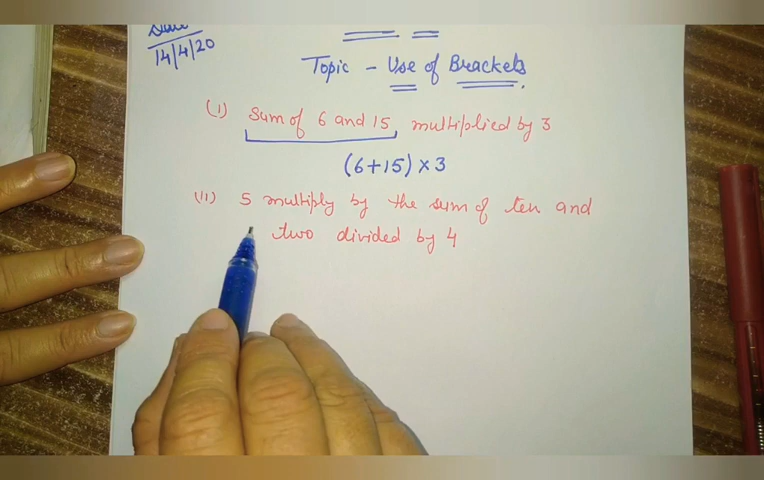 Date
14/4/20
Topic - Use of Brackets.
(i) Sum of 6 and 15 multiplied by 3
(6+15) × 3
(ii) 5 multiply by the sum of ten and
two divided by 4